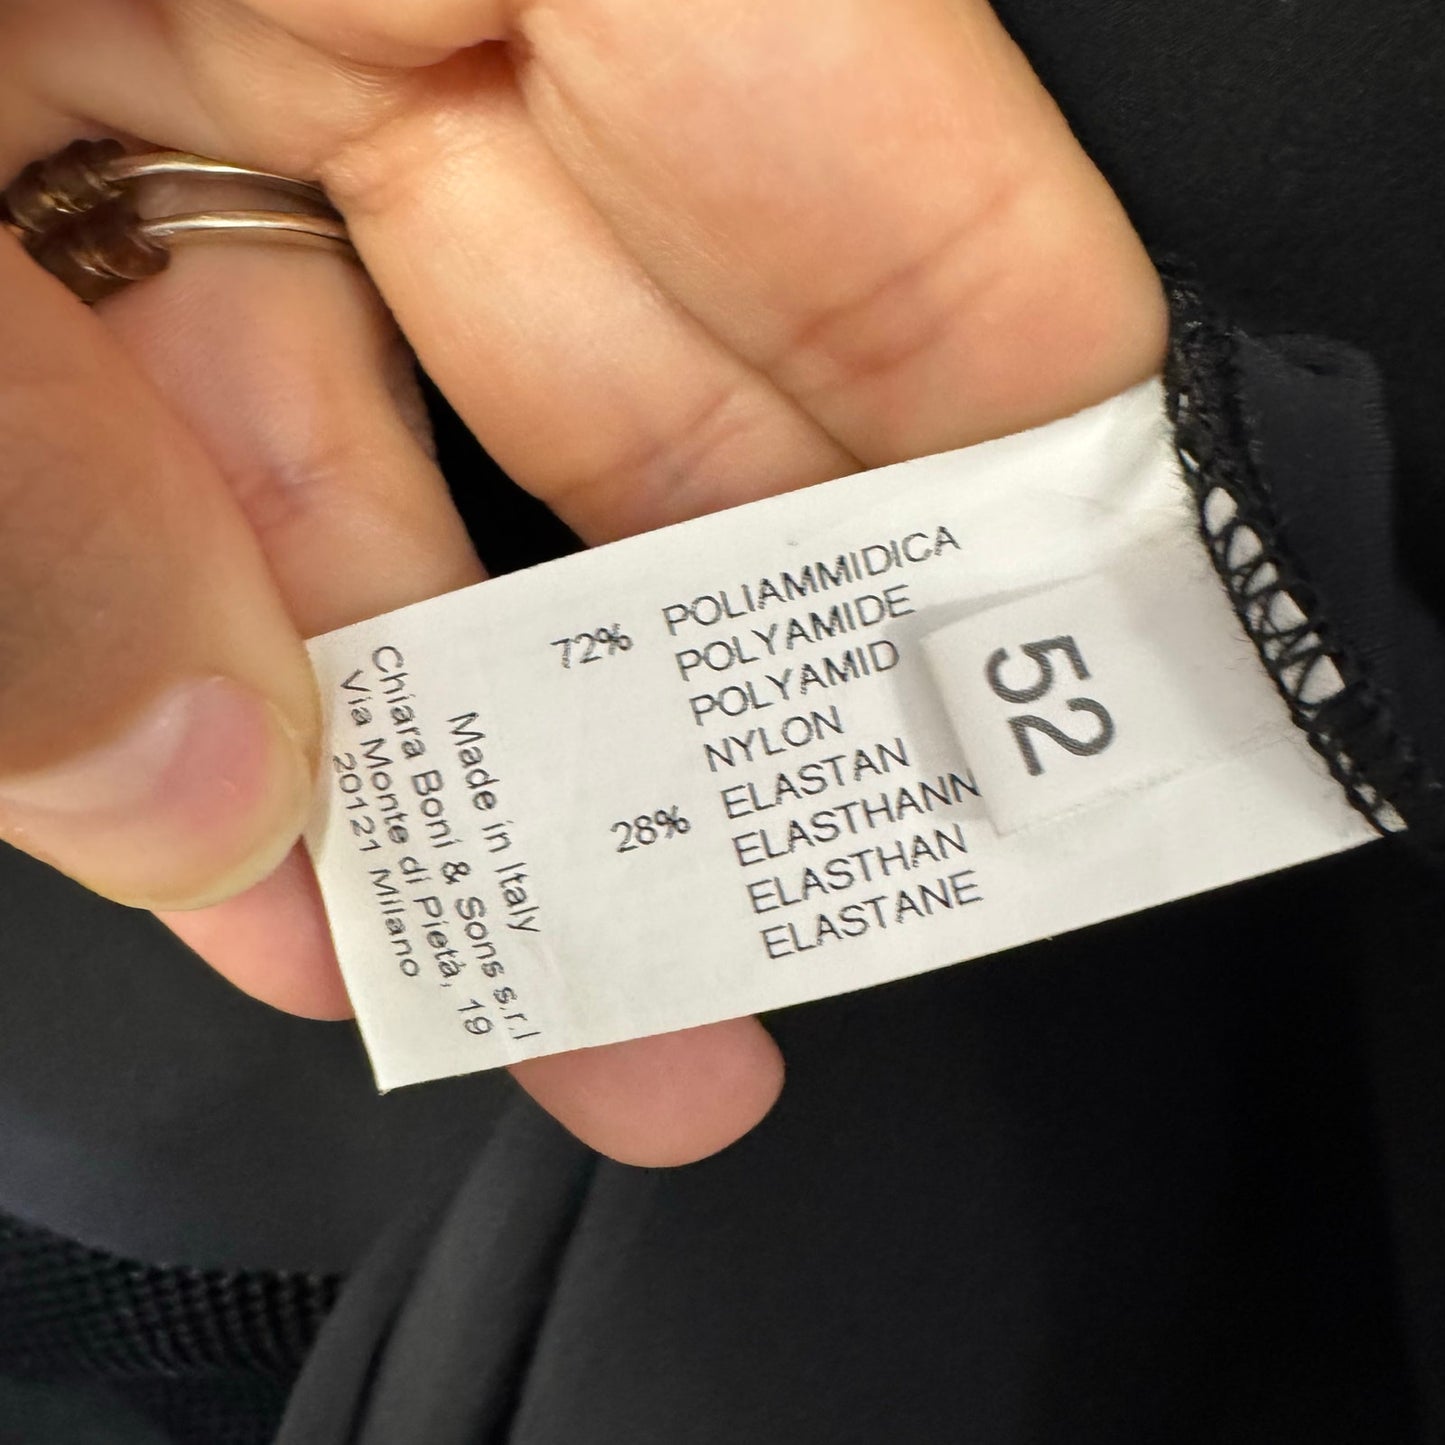 72% POLIAMMIDICA
POLYAMIDE
POLYAMID
NYLON
28% ELASTAN
ELASTHANN
ELASTHAN
ELASTANE
52
Made in Italy
Chiara Boni & Sons s.r.l
Via Monte di Pietà, 19
20121 Milano